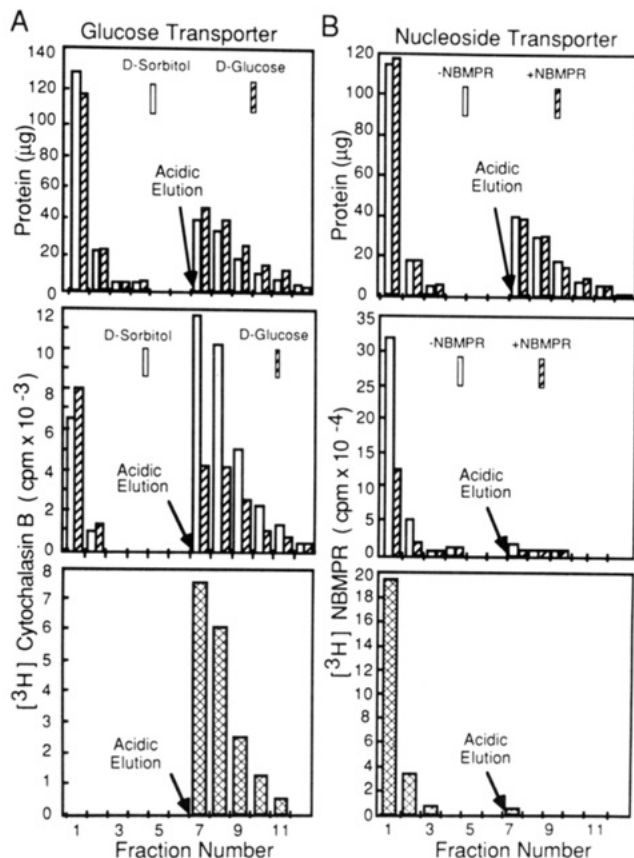 A
Glucose Transporter
Protein (µg)
140
120
100
80
60
40
20
0
D-Sorbitol
D-Glucose
Acidic
Elution
[³H] Cytochalasin B ( cpm x 10 -3)
12
10
8
6
4
2
0
D-Sorbitol
D-Glucose
Acidic
Elution
8
7
6
5
4
3
2
1
0
Acidic
Elution
1 3 5 7 9 11
Fraction Number
B
Nucleoside Transporter
Protein (µg)
120
100
80
60
40
20
0
-NBMPR
+NBMPR
Acidic
Elution
[³H] NBMPR ( cpm x 10 -4)
35
30
25
20
15
10
5
0
-NBMPR
+NBMPR
Acidic
Elution
20
18
16
14
12
10
8
6
4
2
0
Acidic
Elution
1 3 5 7 9 11
Fraction Number